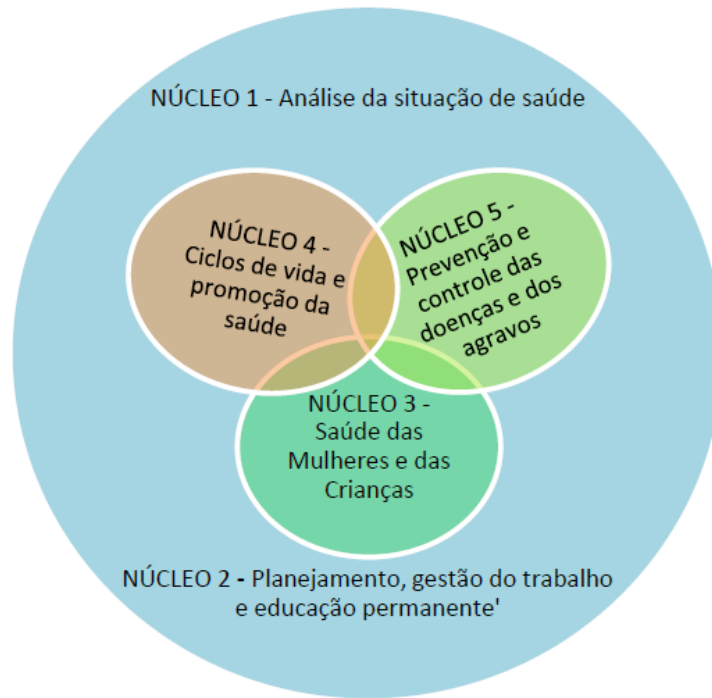 NÚCLEO 1 - Análise da situação de saúde
NÚCLEO 4 -
Ciclos de vida e
promoção da
saúde
NÚCLEO 5 -
Prevenção e
controle das
doenças e dos
agravos
NÚCLEO 3 -
Saúde das
Mulheres e das
Crianças
NÚCLEO 2 - Planejamento, gestão do trabalho
e educação permanente'